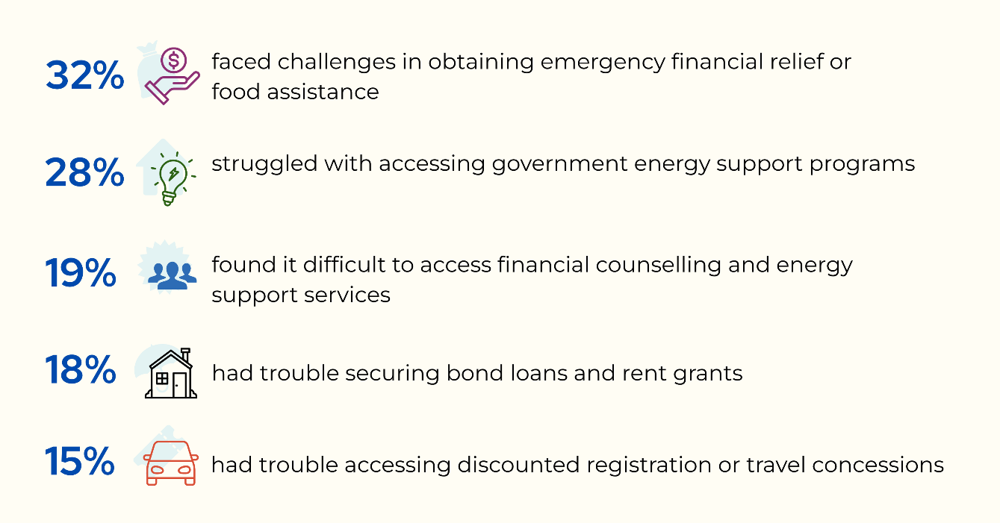 32%
faced challenges in obtaining emergency financial relief or
food assistance
28%
struggled with accessing government energy support programs
19%
found it difficult to access financial counselling and energy
support services
18%
had trouble securing bond loans and rent grants
15%
had trouble accessing discounted registration or travel concessions